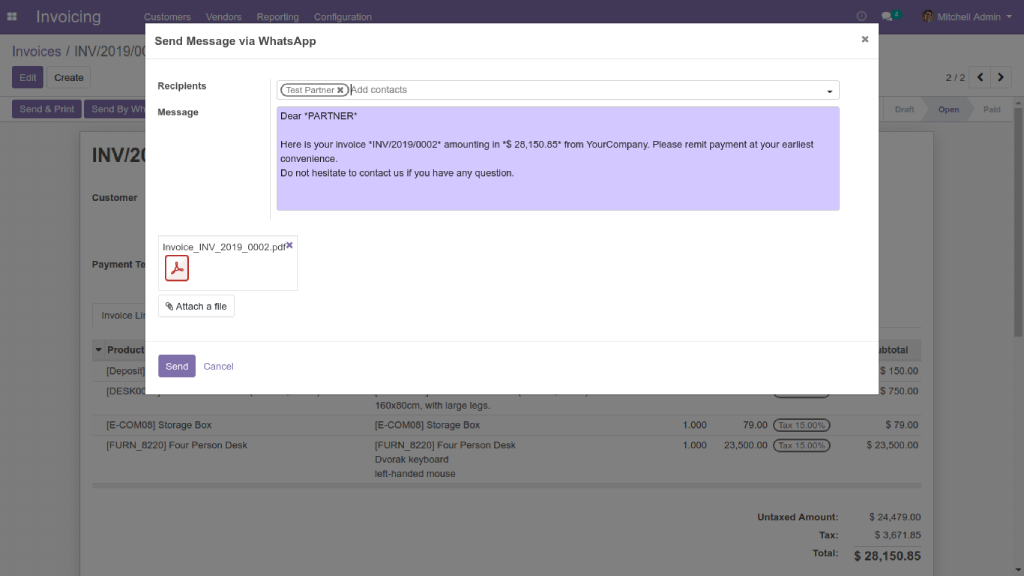 Invoicing Customers Vendors Reporting Configuration 4 Mitchell Admin
Send Message via WhatsApp
Invoices / INV/2019/00
Edit Create 2 / 2
Send & Print Send By Wh Draft Open Paid
Recipients Test Partner ✖ Add contacts
Message
Dear *PARTNER*
Here is your invoice *INV/2019/0002* amounting in *$ 28,150.85* from YourCompany. Please remit payment at your earliest
convenience.
Do not hesitate to contact us if you have any question.
INV/20
Customer
Payment Te
Invoice_INV_2019_0002.pdf
Attach a file
Invoice Lin
Send Cancel
Product ubtotal
[Deposit] $ 150.00
[DESK00 $ 750.00
160x80cm, with large legs.
[E-COM08] Storage Box [E-COM08] Storage Box 1.000 79.00 Tax 15.00% $ 79.00
[FURN_8220] Four Person Desk [FURN_8220] Four Person Desk 1.000 23,500.00 Tax 15.00% $ 23,500.00
Dvorak keyboard
left-handed mouse
Untaxed Amount: $ 24,479.00
Tax: $ 3,671.85
Total: $ 28,150.85